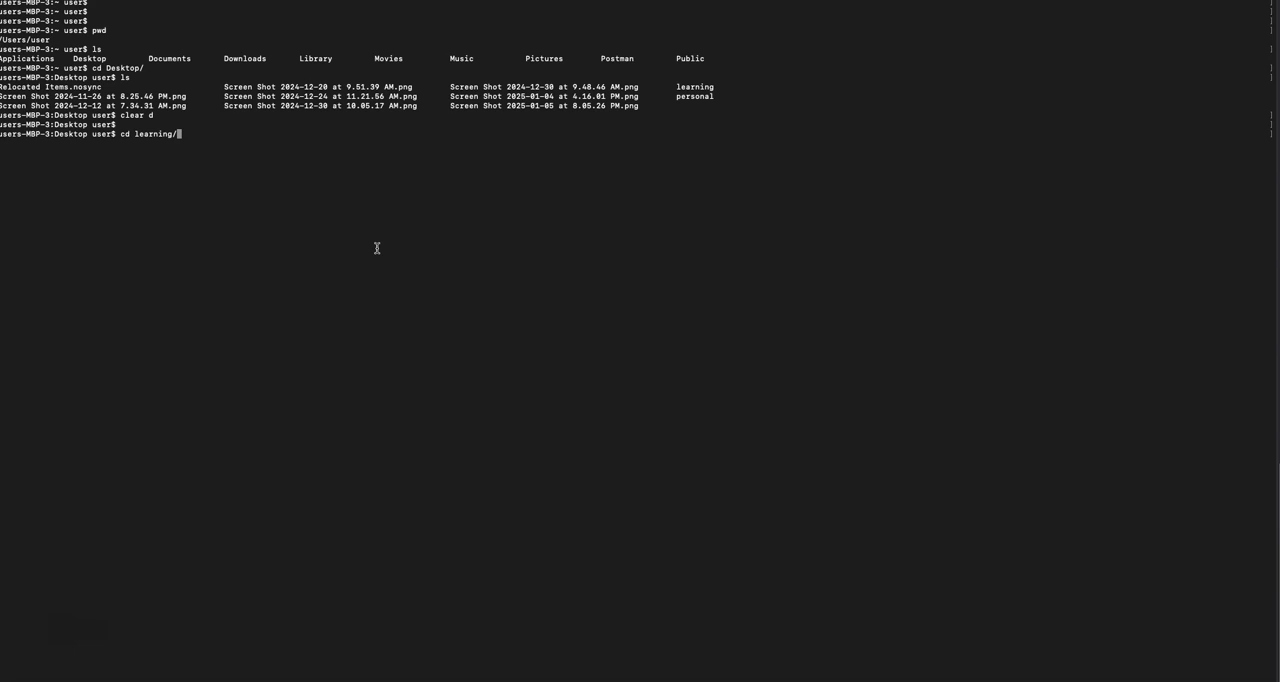 users-MBP-3:~ user$
users-MBP-3:~ user$
users-MBP-3:~ user$
users-MBP-3:~ user$ pwd
/Users/user
users-MBP-3:~ user$ ls
Applications Desktop Documents Downloads Library Movies Music Pictures Postman Public
users-MBP-3:~ user$ cd Desktop/
users-MBP-3:Desktop user$ ls
Relocated Items.nosync Screen Shot 2024-12-20 at 9.51.39 AM.png Screen Shot 2024-12-30 at 9.48.46 AM.png learning
Screen Shot 2024-11-26 at 8.25.46 PM.png Screen Shot 2024-12-24 at 11.21.56 AM.png Screen Shot 2025-01-04 at 4.16.01 PM.png personal
Screen Shot 2024-12-12 at 7.34.31 AM.png Screen Shot 2024-12-30 at 10.05.17 AM.png Screen Shot 2025-01-05 at 8.05.26 PM.png
users-MBP-3:Desktop user$ clear d
users-MBP-3:Desktop user$
users-MBP-3:Desktop user$ cd learning/